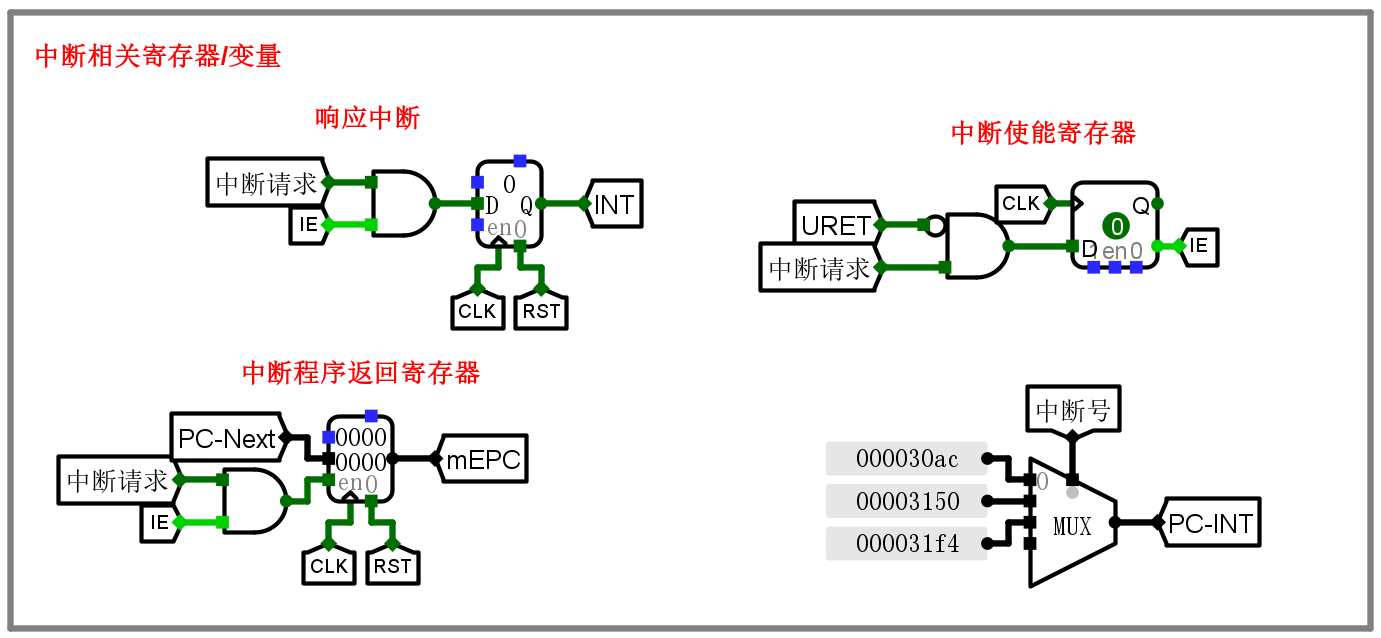 中断相关寄存器/变量
响应中断
中断请求
IE
0
D Q
en0
INT
CLK
RST
中断使能寄存器
URET
中断请求
CLK
Q
0
D 1 en0
IE
中断程序返回寄存器
PC-Next
中断请求
IE
0000
0000
en0
mEPC
CLK
RST
中断号
000030ac
00003150
000031f4
0
MUX
PC-INT